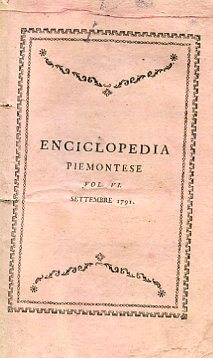 ENCICLOPEDIA
PIEMONTESE
VOL. VI.
SETTEMBRE 1791.